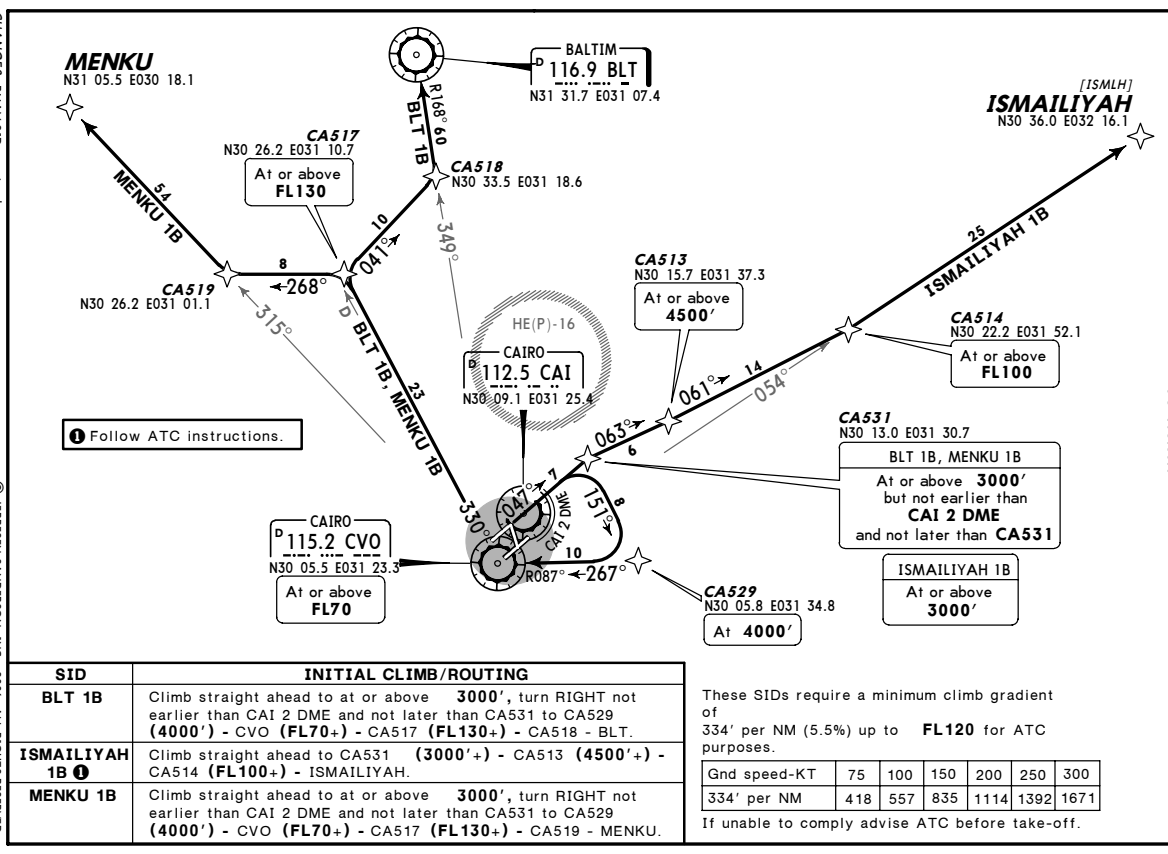 MENKU
N31 05.5 E030 18.1
BALTIM
D 116.9 BLT
N31 31.7 E031 07.4
[ISMLH]
ISMAILIYAH
N30 36.0 E032 16.1
R168° 60
BLT 1B
CA517
N30 26.2 E031 10.7
At or above
FL130
CA518
N30 33.5 E031 18.6
54
MENKU 1B
10
041°
349°
8
268°
CA519
N30 26.2 E031 01.1
315°
D
BLT 1B, MENKU 1B
23
330°
HE(P)-16
CAIRO
D 112.5 CAI
N30 09.1 E031 25.4
CA513
N30 15.7 E031 37.3
At or above
4500'
25
ISMAILIYAH 1B
CA514
N30 22.2 E031 52.1
At or above
FL100
061°
14
054°
063°
6
❶ Follow ATC instructions.
CA531
N30 13.0 E031 30.7
BLT 1B, MENKU 1B
At or above 3000'
but not earlier than
CAI 2 DME
and not later than CA531
ISMAILIYAH 1B
At or above
3000'
047°
7
CAI 2 DME
151°
8
10
R087°
267°
CAIRO
D 115.2 CVO
N30 05.5 E031 23.3
At or above
FL70
CA529
N30 05.8 E031 34.8
At 4000'
SID INITIAL CLIMB/ROUTING
BLT 1B Climb straight ahead to at or above 3000', turn RIGHT not
earlier than CAI 2 DME and not later than CA531 to CA529
(4000') - CVO (FL70+) - CA517 (FL130+) - CA518 - BLT.
ISMAILIYAH Climb straight ahead to CA531 (3000'+) - CA513 (4500'+) -
1B ❶ CA514 (FL100+) - ISMAILIYAH.
MENKU 1B Climb straight ahead to at or above 3000', turn RIGHT not
earlier than CAI 2 DME and not later than CA531 to CA529
(4000') - CVO (FL70+) - CA517 (FL130+) - CA519 - MENKU.
These SIDs require a minimum climb gradient
of
334' per NM (5.5%) up to FL120 for ATC
purposes.
Gnd speed-KT 75 100 150 200 250 300
334' per NM 418 557 835 1114 1392 1671
If unable to comply advise ATC before take-off.